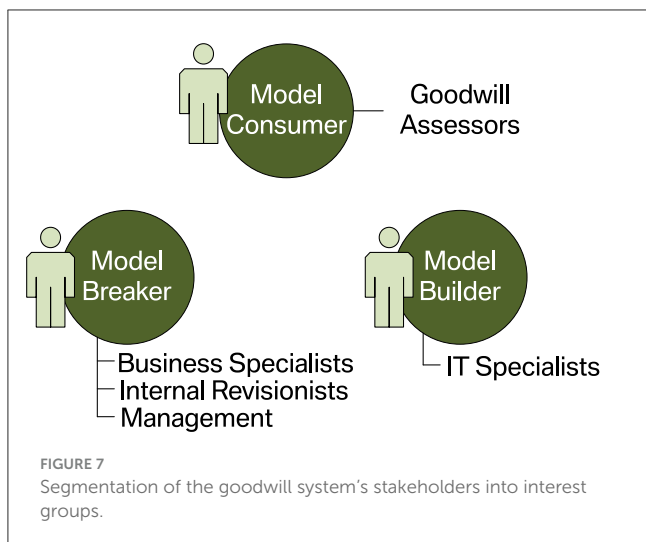 Model
Consumer
Goodwill
Assessors
Model
Breaker
Business Specialists
Internal Revisionists
Management
Model
Builder
IT Specialists
FIGURE 7
Segmentation of the goodwill system's stakeholders into interest
groups.